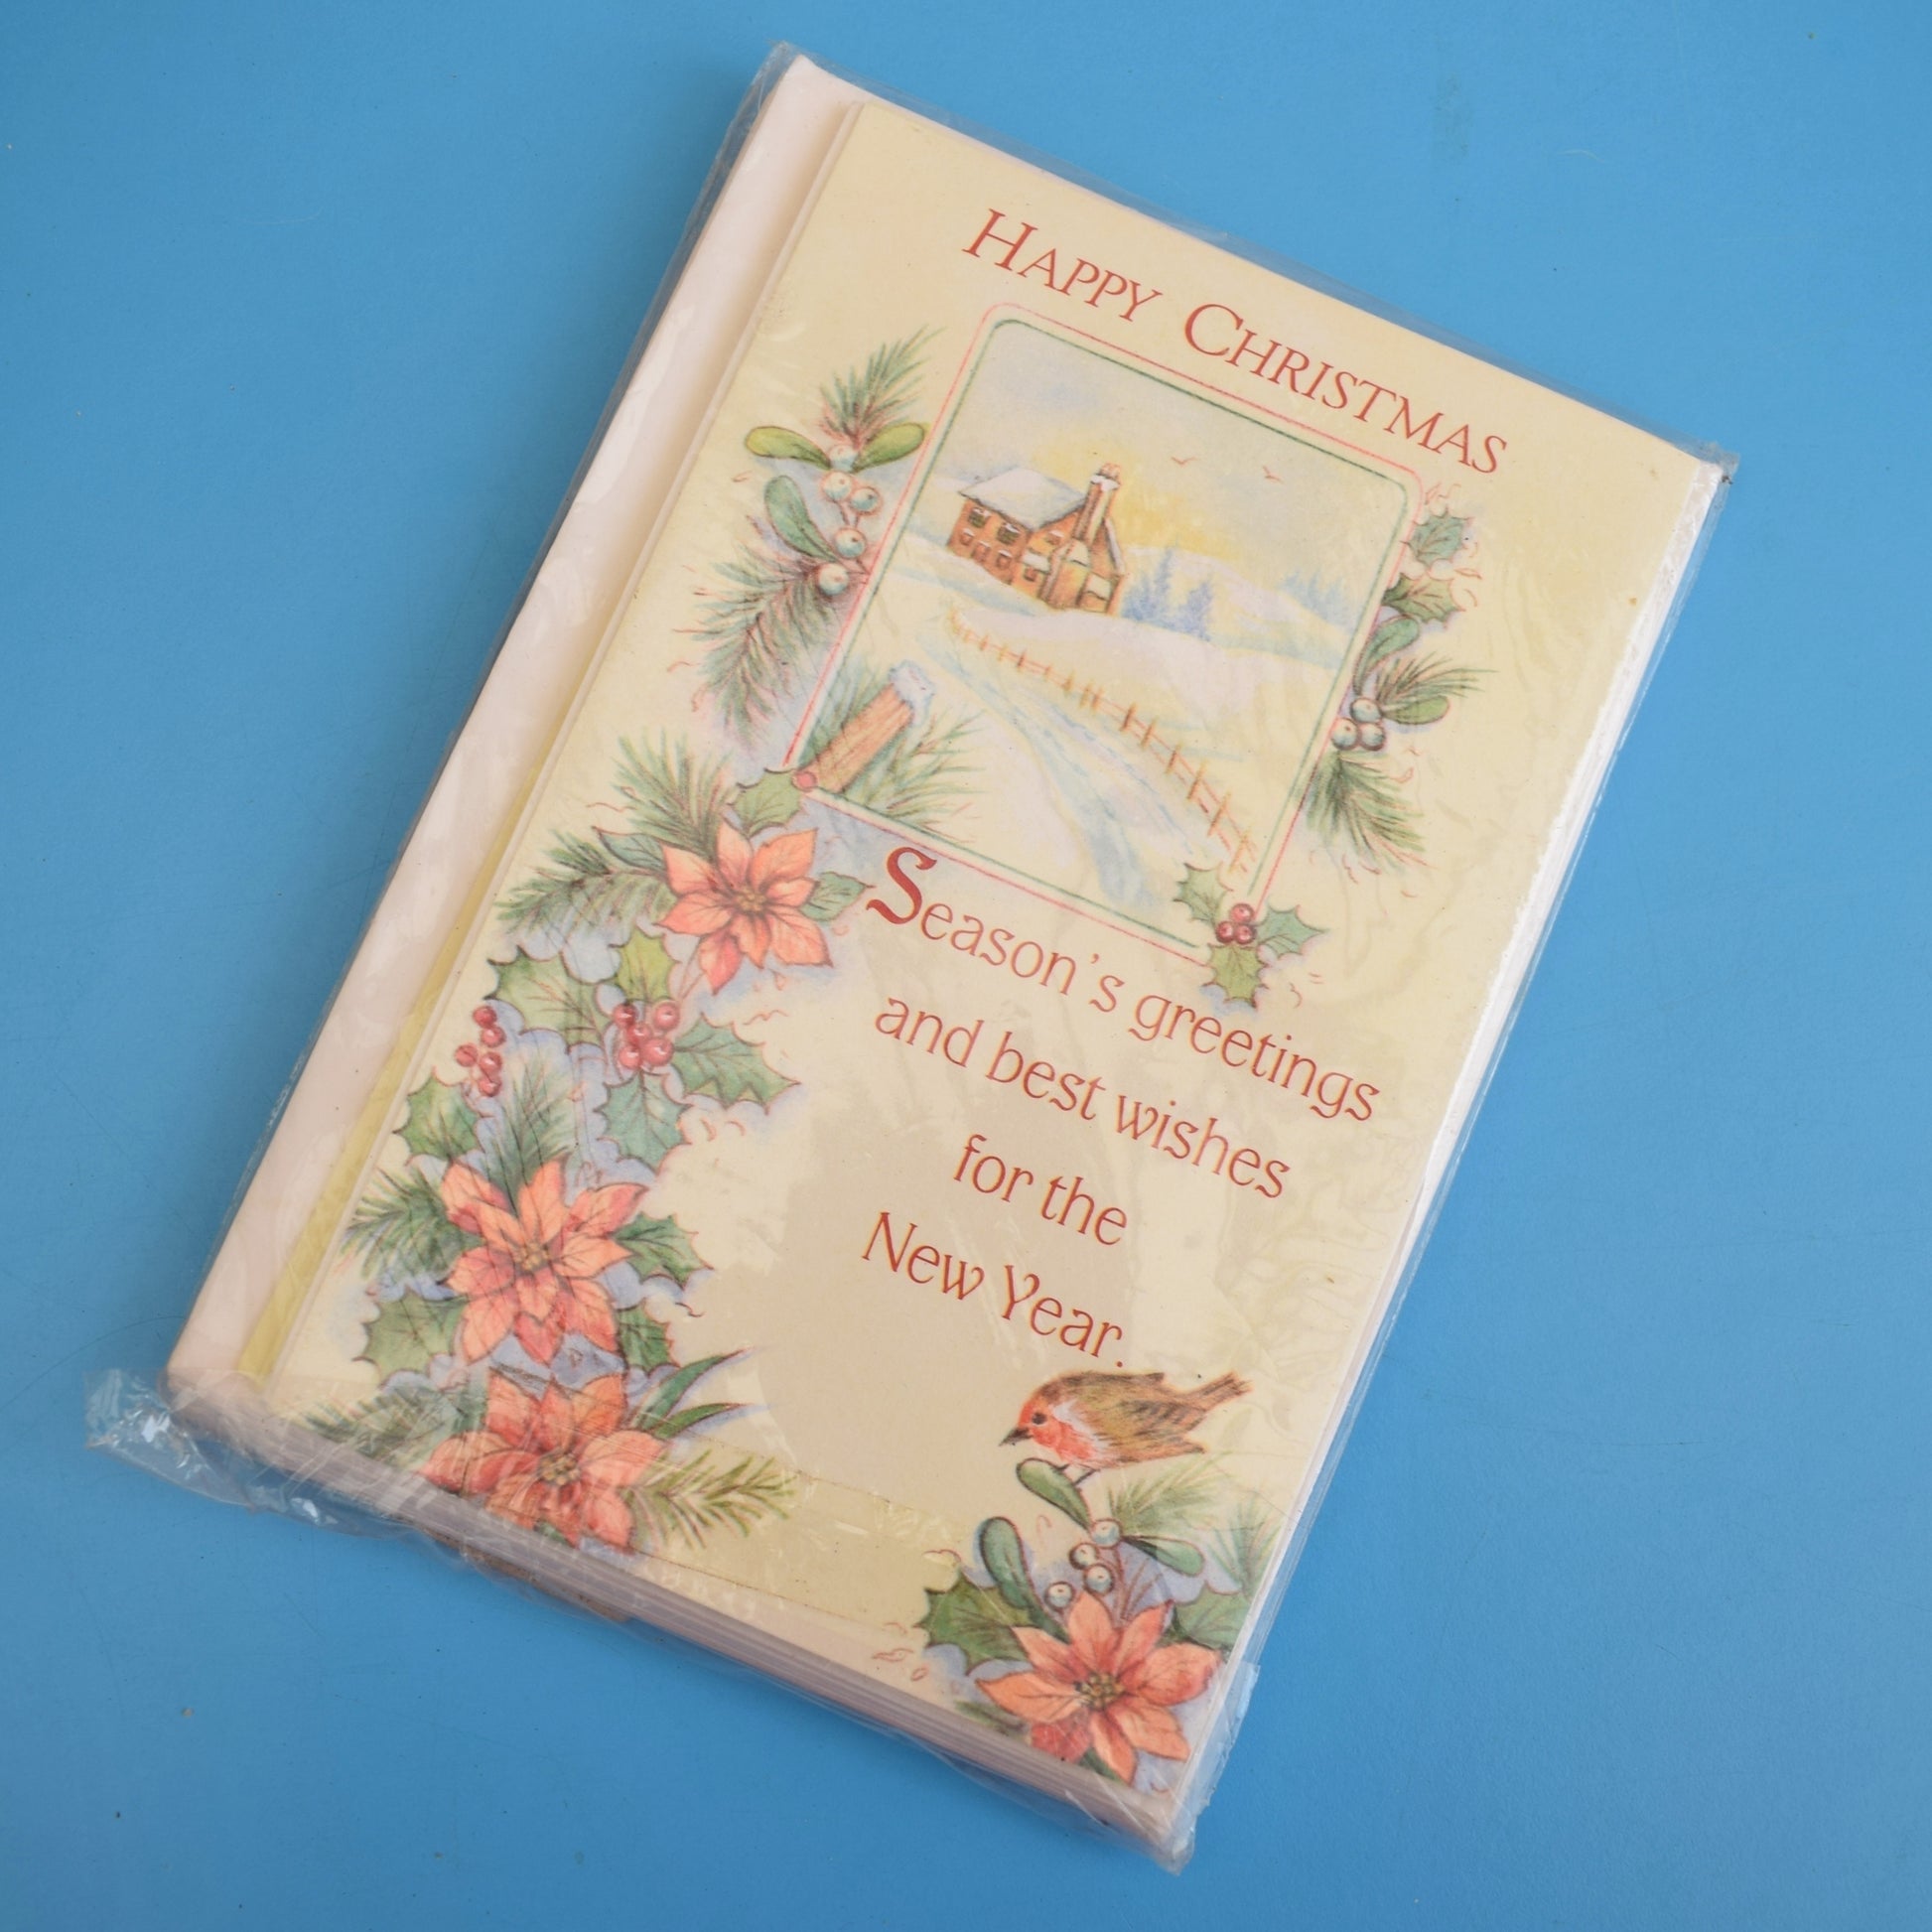 HAPPY CHRISTMAS
Season's greetings
and best wishes
for the
New Year.